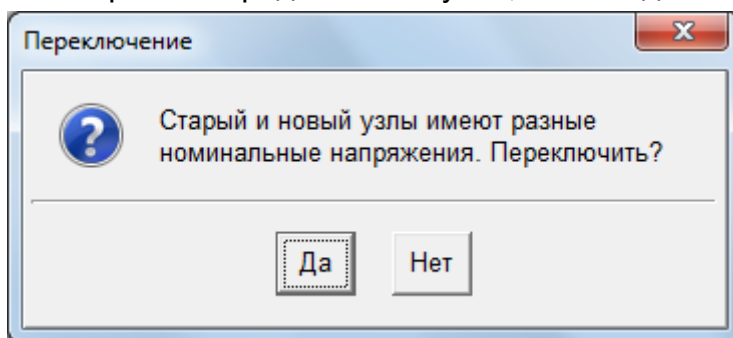 Переключение
Старый и новый узлы имеют разные
номинальные напряжения. Переключить?
Да
Нет